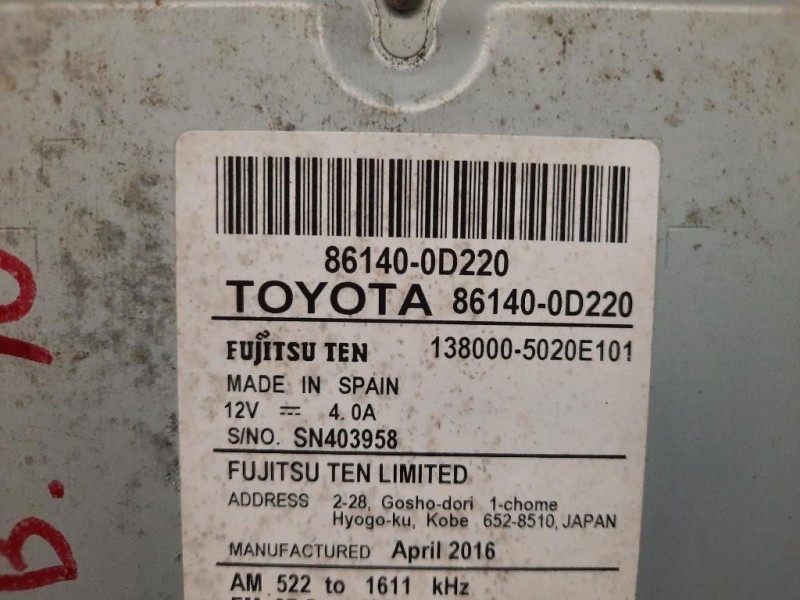 86140-0D220
TOYOTA 86140-0D220
FUJITSU TEN 138000-5020E101
MADE IN SPAIN
12V ⎓ 4.0A
S/NO. SN403958
FUJITSU TEN LIMITED
ADDRESS 2-28, Gosho-dori 1-chome
Hyogo-ku, Kobe 652-8510, JAPAN
MANUFACTURED April 2016
AM 522 to 1611 kHz
B.